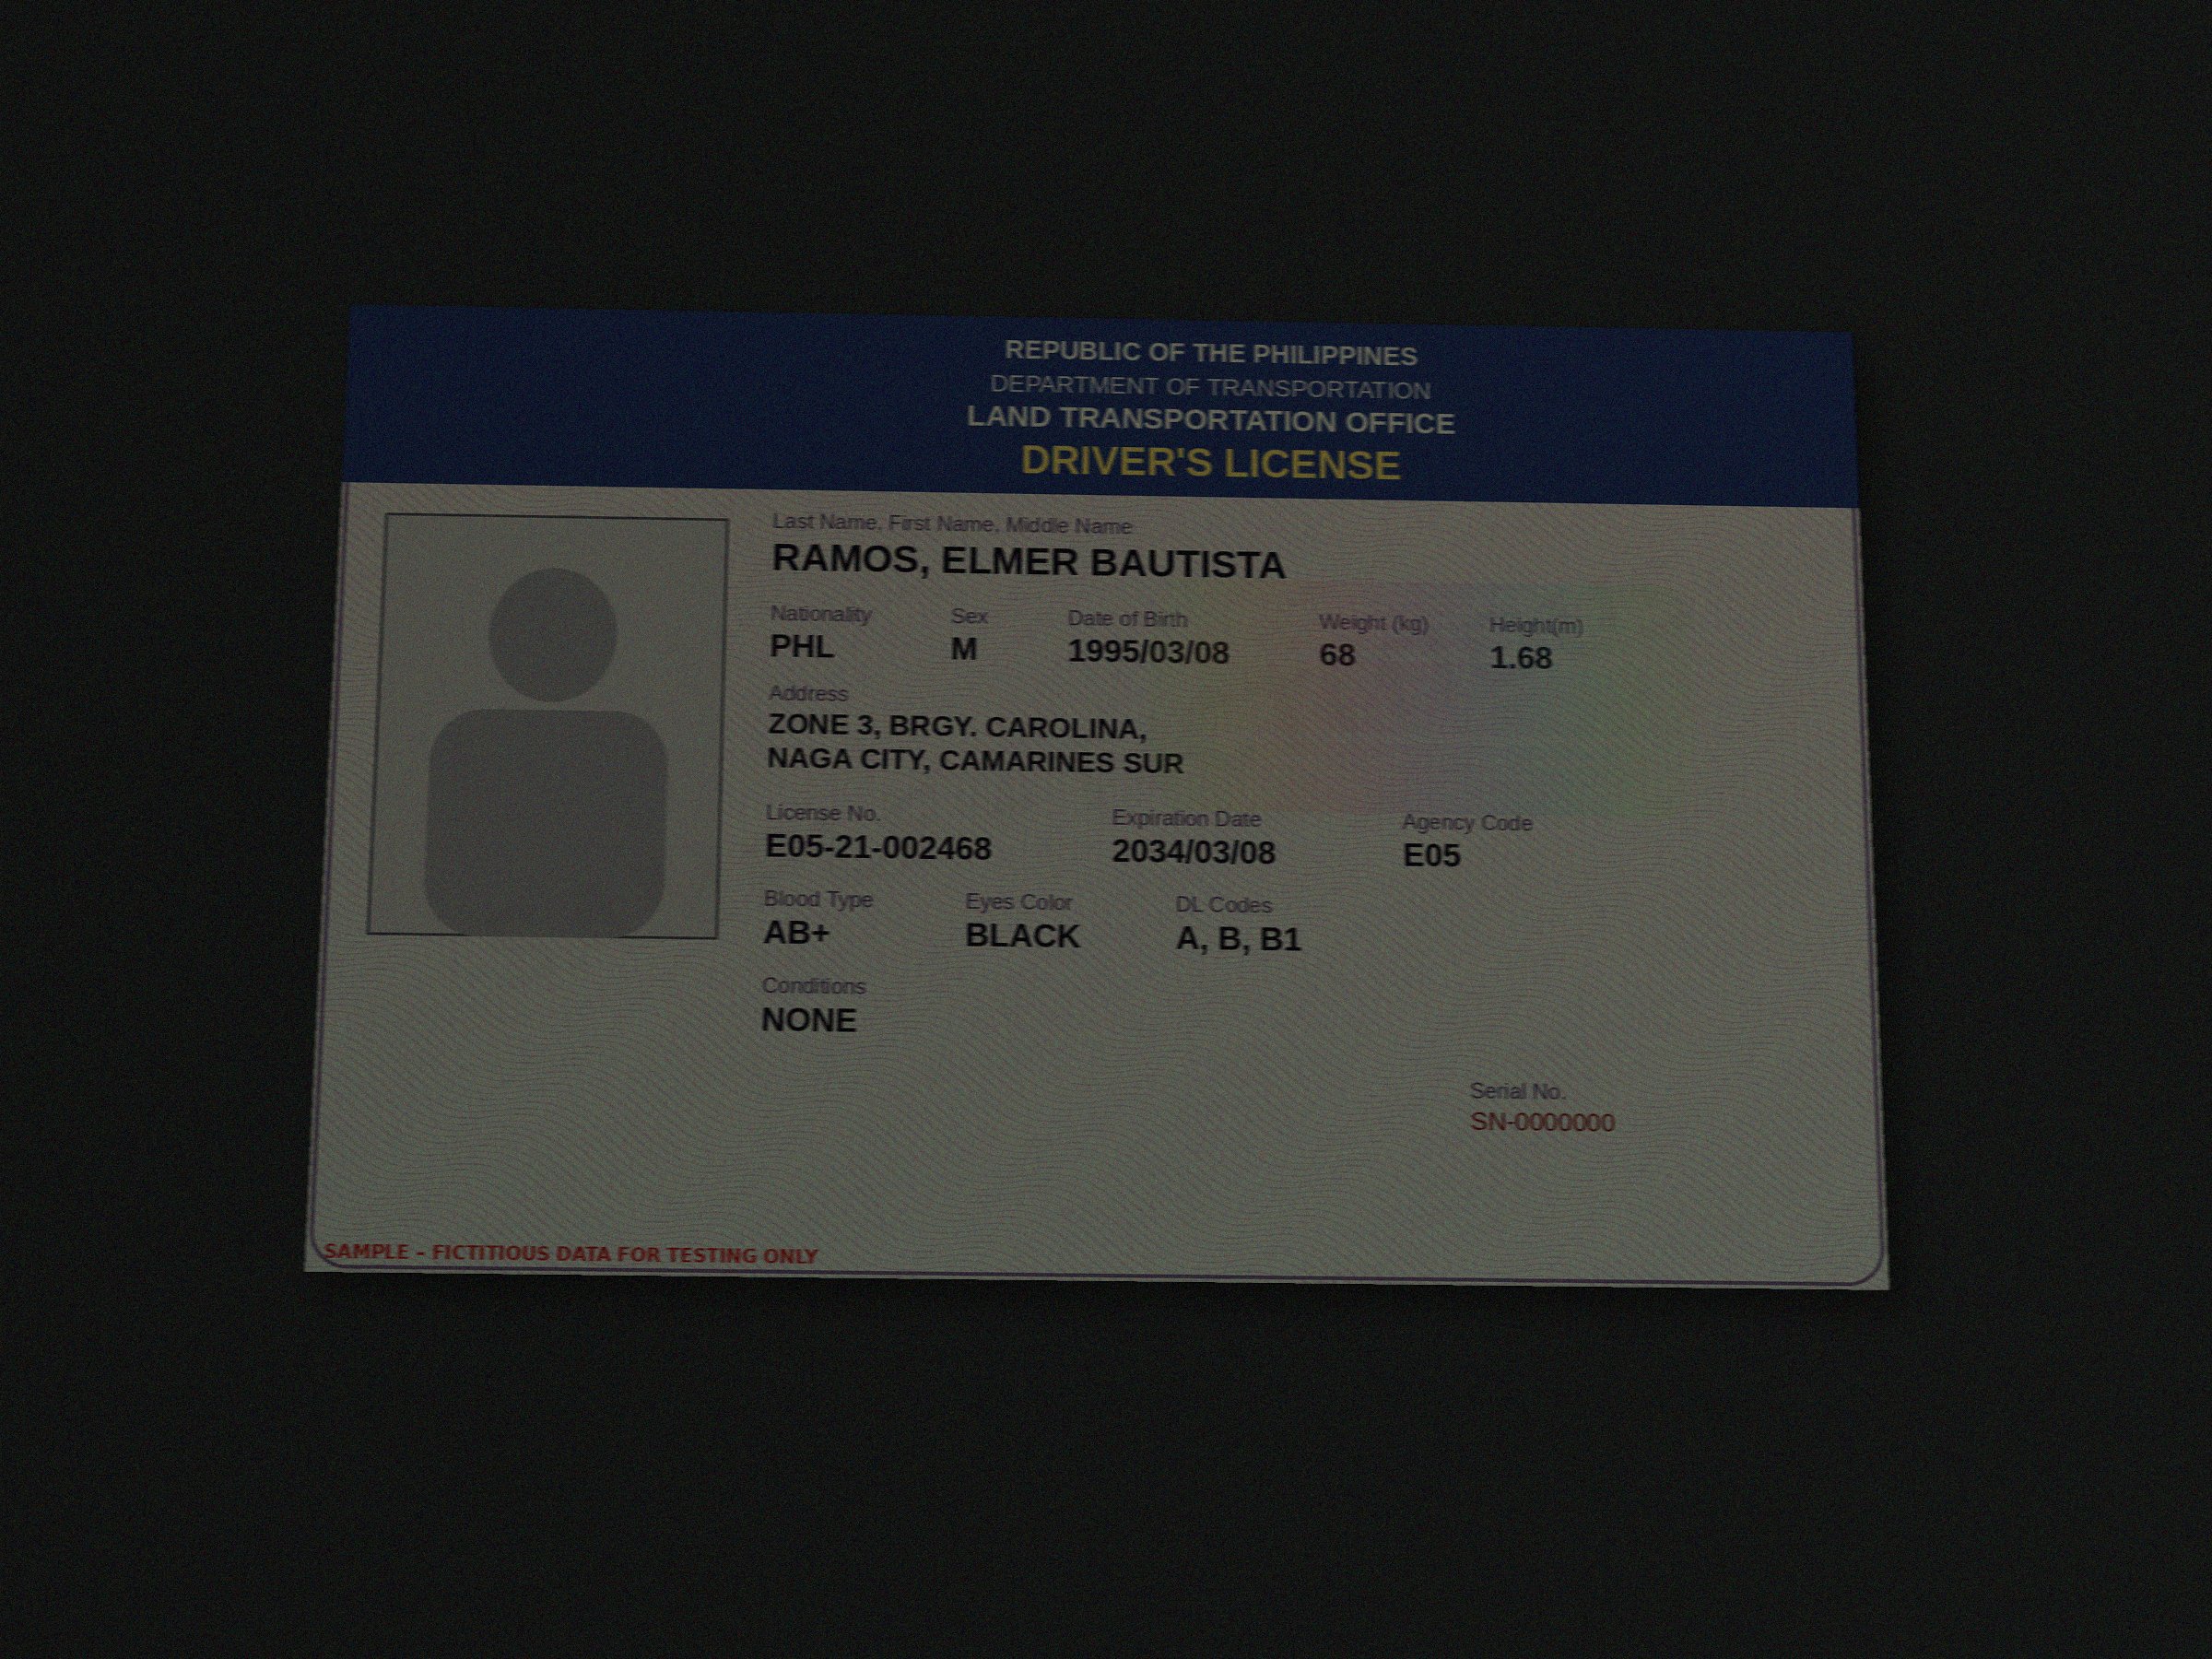 REPUBLIC OF THE PHILIPPINES
DEPARTMENT OF TRANSPORTATION
LAND TRANSPORTATION OFFICE
DRIVER'S LICENSE
Last Name, First Name, Middle Name
RAMOS, ELMER BAUTISTA
Nationality Sex Date of Birth Weight (kg) Height(m)
PHL M 1995/03/08 68 1.68
Address
ZONE 3, BRGY. CAROLINA,
NAGA CITY, CAMARINES SUR
License No. Expiration Date Agency Code
E05-21-002468 2034/03/08 E05
Blood Type Eyes Color DL Codes
AB+ BLACK A, B, B1
Conditions
NONE
Serial No.
SN-0000000
SAMPLE - FICTITIOUS DATA FOR TESTING ONLY